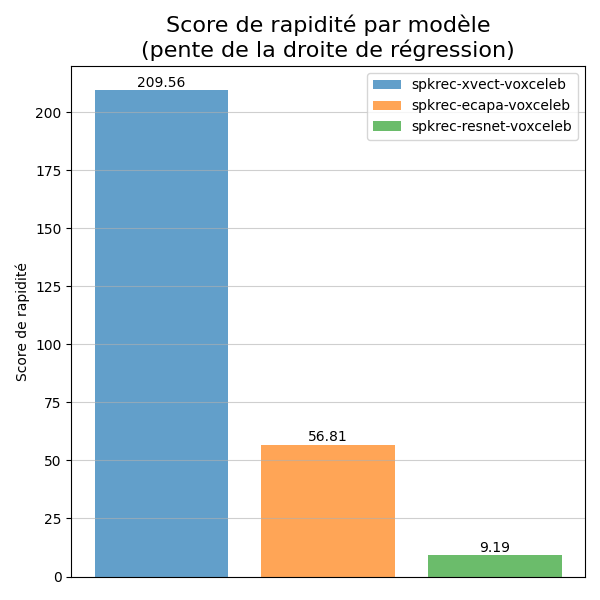 Score de rapidité par modèle
(pente de la droite de régression)
spkrec-xvect-voxceleb
spkrec-ecapa-voxceleb
spkrec-resnet-voxceleb
Score de rapidité
200
175
150
125
100
75
50
25
0
209.56
56.81
9.19